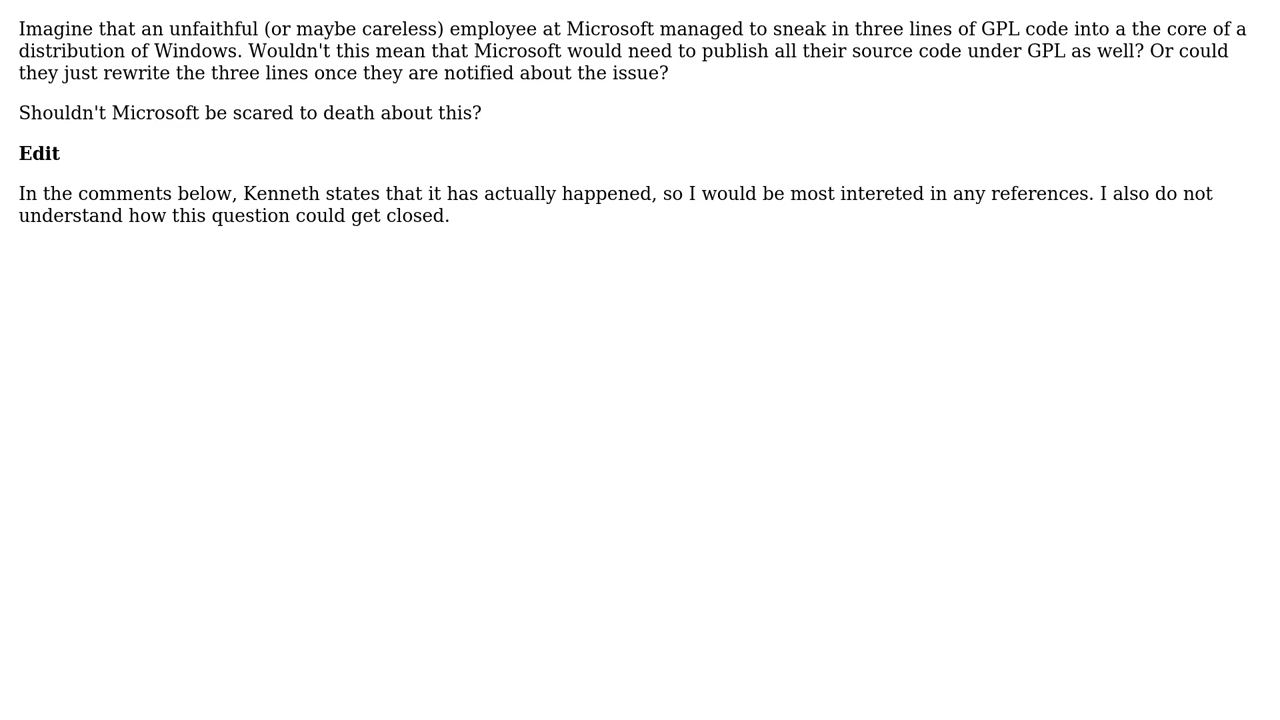 Imagine that an unfaithful (or maybe careless) employee at Microsoft managed to sneak in three lines of GPL code into a the core of a
distribution of Windows. Wouldn't this mean that Microsoft would need to publish all their source code under GPL as well? Or could
they just rewrite the three lines once they are notified about the issue?
Shouldn't Microsoft be scared to death about this?
Edit
In the comments below, Kenneth states that it has actually happened, so I would be most intereted in any references. I also do not
understand how this question could get closed.